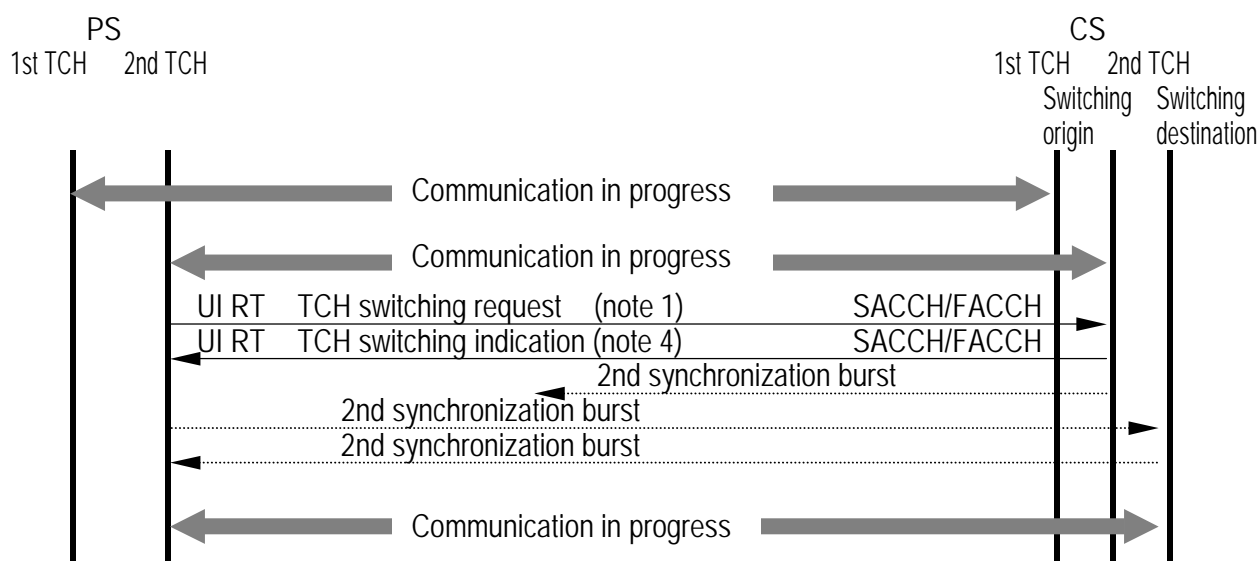 PS CS
1st TCH 2nd TCH 1st TCH 2nd TCH
Switching origin Switching destination
Communication in progress
Communication in progress
UI RT TCH switching request (note 1) SACCH/FACCH
UI RT TCH switching indication (note 4) SACCH/FACCH
2nd synchronization burst
2nd synchronization burst
2nd synchronization burst
Communication in progress